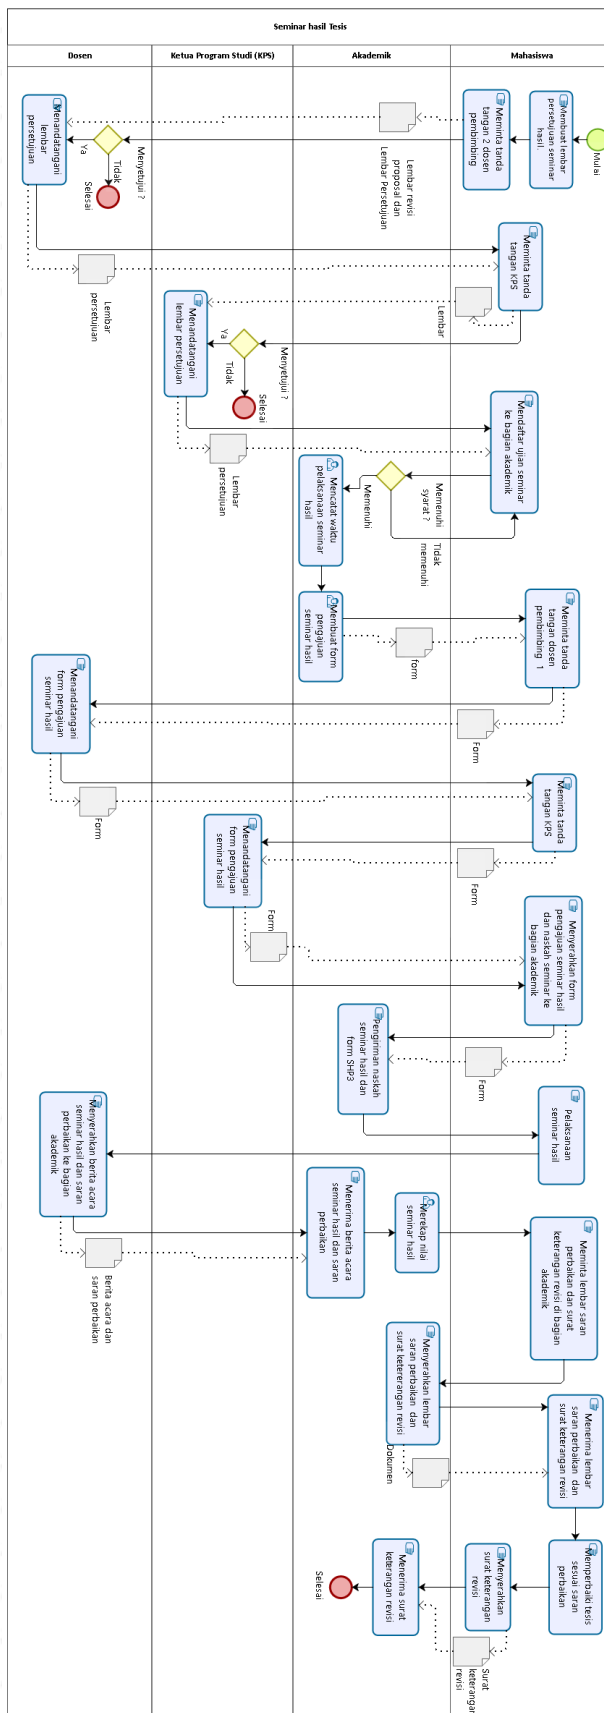 Seminar hasil Tesis
Dosen
Ketua Program Studi (KPS)
Akademik
Mahasiswa
Mulai
Membuat lembar
persetujuan seminar
hasil
Meminta tanda
tangan 2 dosen
pembimbing
Lembar revisi
proposal dan
Lembar Persetujuan
Menyetujui ?
Ya
Tidak
Selesai
Menandatangani
lembar
persetujuan
Lembar
persetujuan
Meminta tanda
tangan KPS
Lembar
Menyetujui ?
Ya
Tidak
Selesai
Menandatangani
lembar persetujuan
Lembar
persetujuan
Mendaftar ujian seminar
ke bagian akademik
Memenuhi
syarat ?
Tidak
memenuhi
Memenuhi
Mencatat waktu
pelaksanaan seminar
hasil
Membuat form
pengajuan
seminar hasil
form
Meminta tanda
tangan dosen
pembimbing 1
Form
Menandatangani
form pengajuan
seminar hasil
Form
Meminta tanda
tangan KPS
Form
Menandatangani
form pengajuan
seminar hasil
Form
Menyerahkan form
pengajuan seminar hasil
dan naskah seminar ke
bagian akademik
Form
Pengiriman naskah
seminar hasil dan
form SHP3
Pelaksanaan
seminar hasil
Menyerahkan berita acara
seminar hasil dan saran
perbaikan ke bagian
akademik
Berita acara dan
saran perbaikan
Menerima berita acara
seminar hasil dan saran
perbaikan
Merekap nilai
seminar hasil
Meminta lembar saran
perbaikan dan surat
keterangan revisi di bagian
akademik
Menyerahkan lembar
saran perbaikan dan
surat ketererangan revisi
Dokumen
Menerima lembar
saran perbaikan dan
surat keterangan revisi
Memperbaiki tesis
sesuai saran
perbaikan
Menyerahkan
surat keterangan
revisi
Surat
keterangan
revisi
Menerima surat
keterangan revisi
Selesai